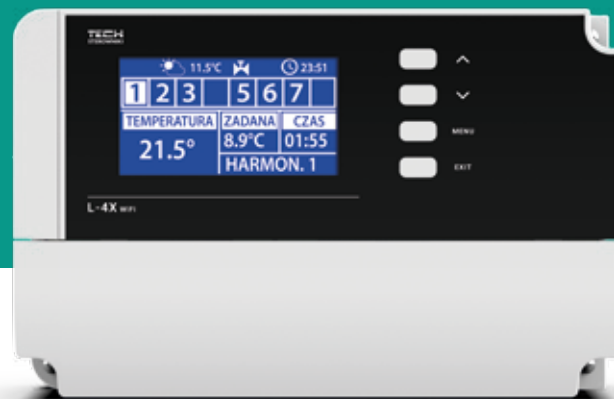 TECH
STEROWNIKI
11.5°C 23:51
1 2 3 5 6 7
TEMPERATURA ZADANA CZAS
21.5° 8.9°C 01:55
HARMON. 1
MENU
EXIT
L-4X WIFI